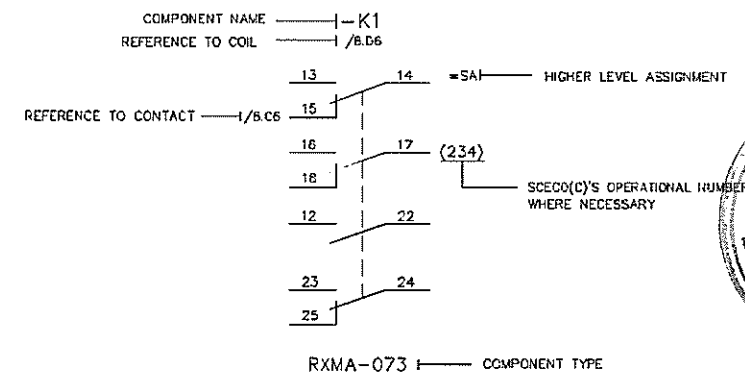 COMPONENT NAME -K1
REFERENCE TO COIL /8.D6
13 14 =SA HIGHER LEVEL ASSIGNMENT
REFERENCE TO CONTACT /6.C6 15
16 17 (234)
18 SCECO(C)'S OPERATIONAL NUMBER
WHERE NECESSARY
12 22
23 24
25
RXMA-073 COMPONENT TYPE